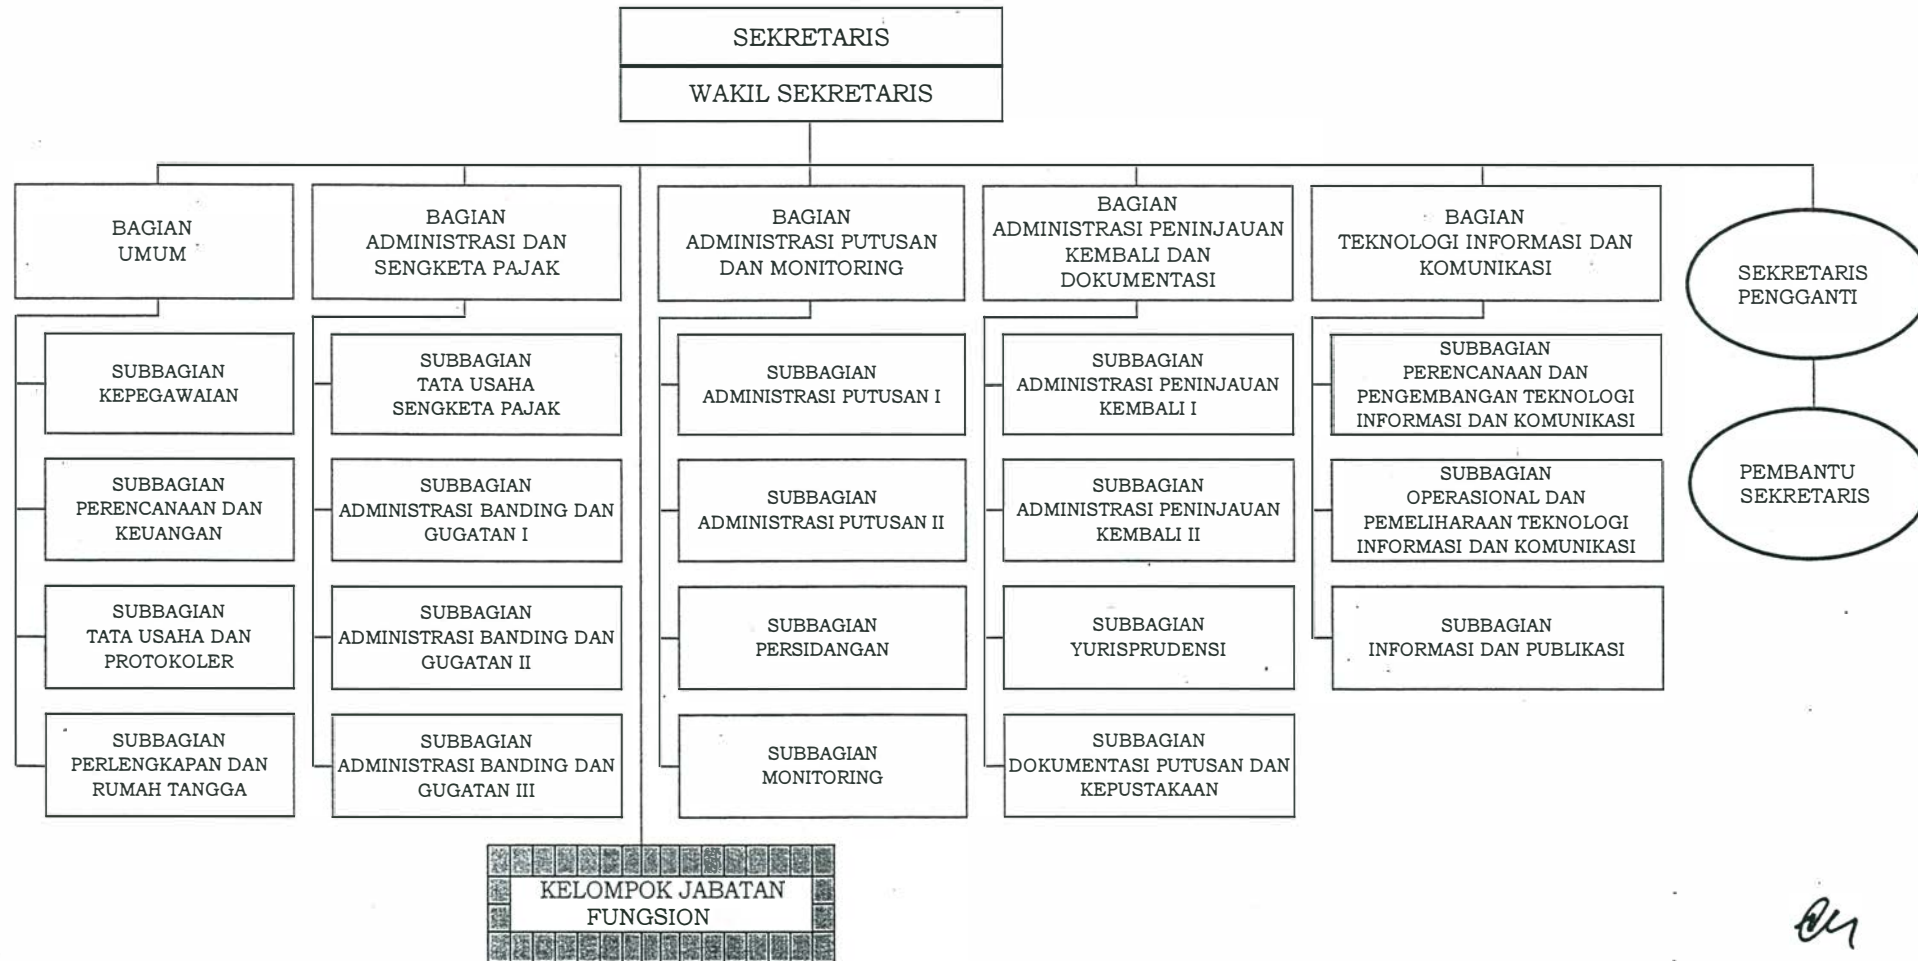 SEKRETARIS
WAKIL SEKRETARIS
BAGIAN
UMUM
SUBBAGIAN
KEPEGAWAIAN
SUBBAGIAN
PERENCANAAN DAN
KEUANGAN
SUBBAGIAN
TATA USAHA DAN
PROTOKOLER
SUBBAGIAN
PERLENGKAPAN DAN
RUMAH TANGGA
BAGIAN
ADMINISTRASI DAN
SENGKETA PAJAK
SUBBAGIAN
TATA USAHA
SENGKETA PAJAK
SUBBAGIAN
ADMINISTRASI BANDING DAN
GUGATAN I
SUBBAGIAN
ADMINISTRASI BANDING DAN
GUGATAN II
SUBBAGIAN
ADMINISTRASI BANDING DAN
GUGATAN III
BAGIAN
ADMINISTRASI PUTUSAN
DAN MONITORING
SUBBAGIAN
ADMINISTRASI PUTUSAN I
SUBBAGIAN
ADMINISTRASI PUTUSAN II
SUBBAGIAN
PERSIDANGAN
SUBBAGIAN
MONITORING
BAGIAN
ADMINISTRASI PENINJAUAN
KEMBALI DAN
DOKUMENTASI
SUBBAGIAN
ADMINISTRASI PENINJAUAN
KEMBALI I
SUBBAGIAN
ADMINISTRASI PENINJAUAN
KEMBALI II
SUBBAGIAN
YURISPRUDENSI
SUBBAGIAN
DOKUMENTASI PUTUSAN DAN
KEPUSTAKAAN
BAGIAN
TEKNOLOGI INFORMASI DAN
KOMUNIKASI
SUBBAGIAN
PERENCANAAN DAN
PENGEMBANGAN TEKNOLOGI
INFORMASI DAN KOMUNIKASI
SUBBAGIAN
OPERASIONAL DAN
PEMELIHARAAN TEKNOLOGI
INFORMASI DAN KOMUNIKASI
SUBBAGIAN
INFORMASI DAN PUBLIKASI
SEKRETARIS
PENGGANTI
PEMBANTU
SEKRETARIS
KELOMPOK JABATAN
FUNGSION